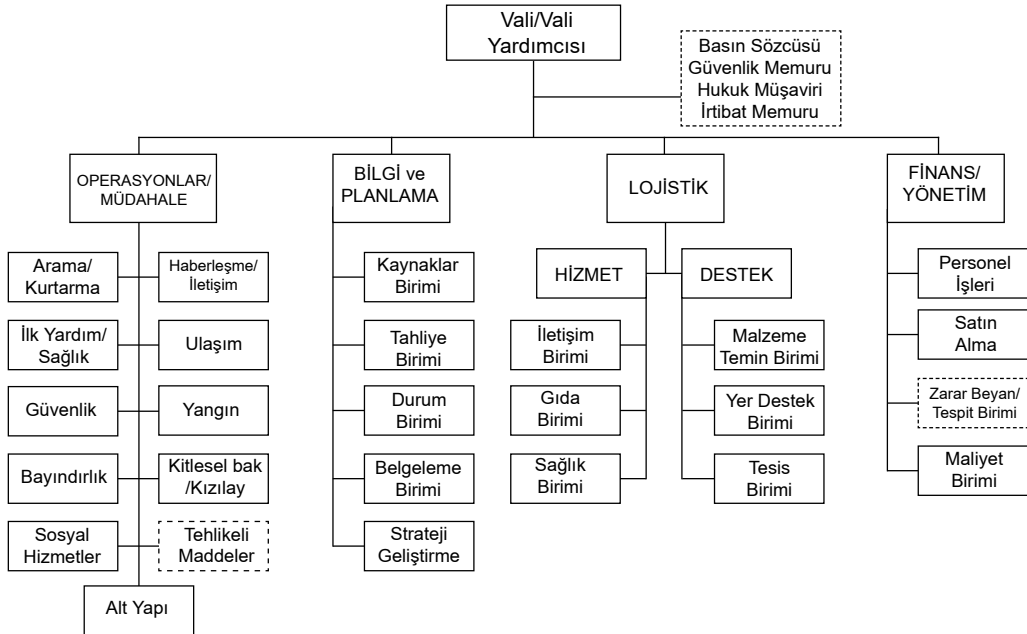 Vali/Vali
Yardımcısı
Basın Sözcüsü
Güvenlik Memuru
Hukuk Müşaviri
İrtibat Memuru
OPERASYONLAR/
MÜDAHALE
BİLGİ ve
PLANLAMA
LOJİSTİK
FİNANS/
YÖNETİM
Arama/
Kurtarma
Haberleşme/
İletişim
İlk Yardım/
Sağlık
Ulaşım
Güvenlik
Yangın
Bayındırlık
Kitlesel bak
/Kızılay
Sosyal
Hizmetler
Tehlikeli
Maddeler
Alt Yapı
Kaynaklar
Birimi
Tahliye
Birimi
Durum
Birimi
Belgeleme
Birimi
Strateji
Geliştirme
HİZMET
DESTEK
İletişim
Birimi
Gıda
Birimi
Sağlık
Birimi
Malzeme
Temin Birimi
Yer Destek
Birimi
Tesis
Birimi
Personel
İşleri
Satın
Alma
Zarar Beyan/
Tespit Birimi
Maliyet
Birimi